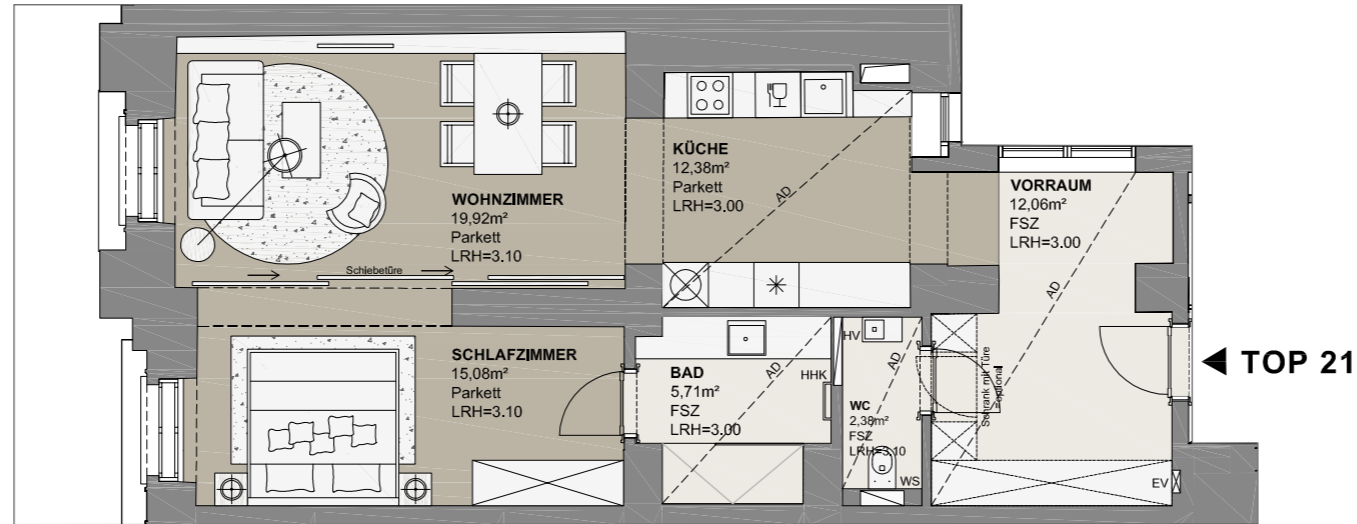 WOHNZIMMER
19,92m²
Parkett
LRH=3.10
Schiebetüre
KÜCHE
12,38m²
Parkett
LRH=3.00
AD
VORRAUM
12,06m²
FSZ
LRH=3.00
AD
SCHLAFZIMMER
15,08m²
Parkett
LRH=3.10
BAD
5,71m²
FSZ
LRH=3.00
AD
HHK
HV
AD
WC
2,38m²
FSZ
LRH=3.10
WS
Schrank mit Türe
optional
EV
TOP 21